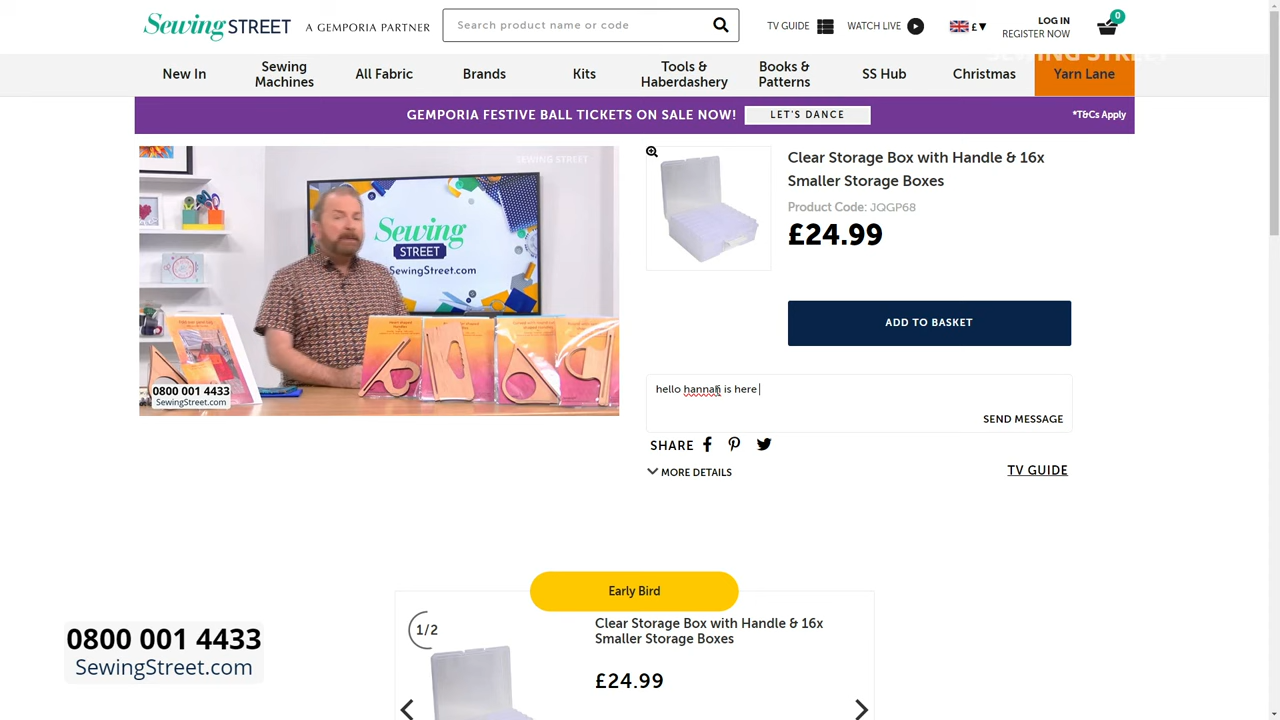 Sewing STREET
A GEMPORIA PARTNER
Search product name or code
TV GUIDE
WATCH LIVE
£ ▼
LOG IN
REGISTER NOW
0
SEWING STREET
New In
Sewing
Machines
All Fabric
Brands
Kits
Tools &
Haberdashery
Books &
Patterns
SS Hub
Christmas
Yarn Lane
GEMPORIA FESTIVE BALL TICKETS ON SALE NOW!
LET'S DANCE
*T&Cs Apply
SEWING STREET
Sewing
STREET
SewingStreet.com
0800 001 4433
SewingStreet.com
Clear Storage Box with Handle & 16x
Smaller Storage Boxes
Product Code: JQGP68
£24.99
ADD TO BASKET
hello hannah is here
SEND MESSAGE
SHARE
MORE DETAILS
TV GUIDE
Early Bird
1/2
Clear Storage Box with Handle & 16x
Smaller Storage Boxes
£24.99
0800 001 4433
SewingStreet.com